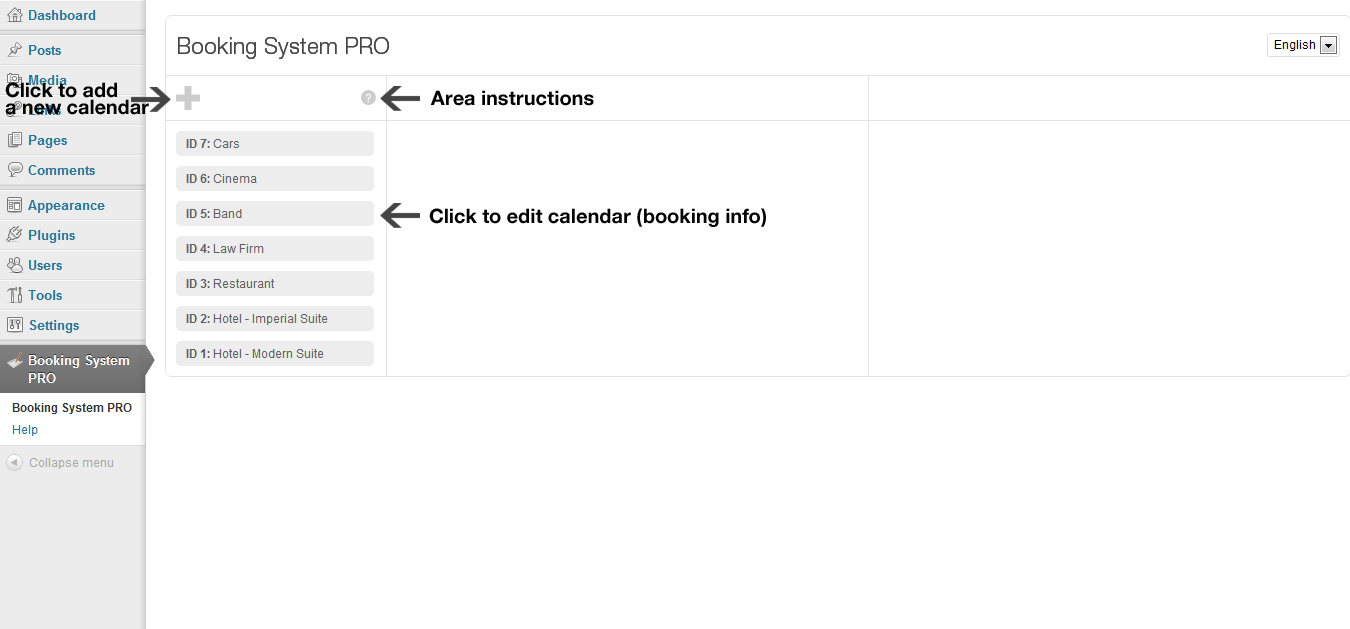 Dashboard
Posts
Media
Click to add
a new calendar
Links
Pages
Comments
Appearance
Plugins
Users
Tools
Settings
Booking System
PRO
Booking System PRO
Help
Collapse menu
Booking System PRO
English
?
Area instructions
ID 7: Cars
ID 6: Cinema
ID 5: Band
Click to edit calendar (booking info)
ID 4: Law Firm
ID 3: Restaurant
ID 2: Hotel - Imperial Suite
ID 1: Hotel - Modern Suite